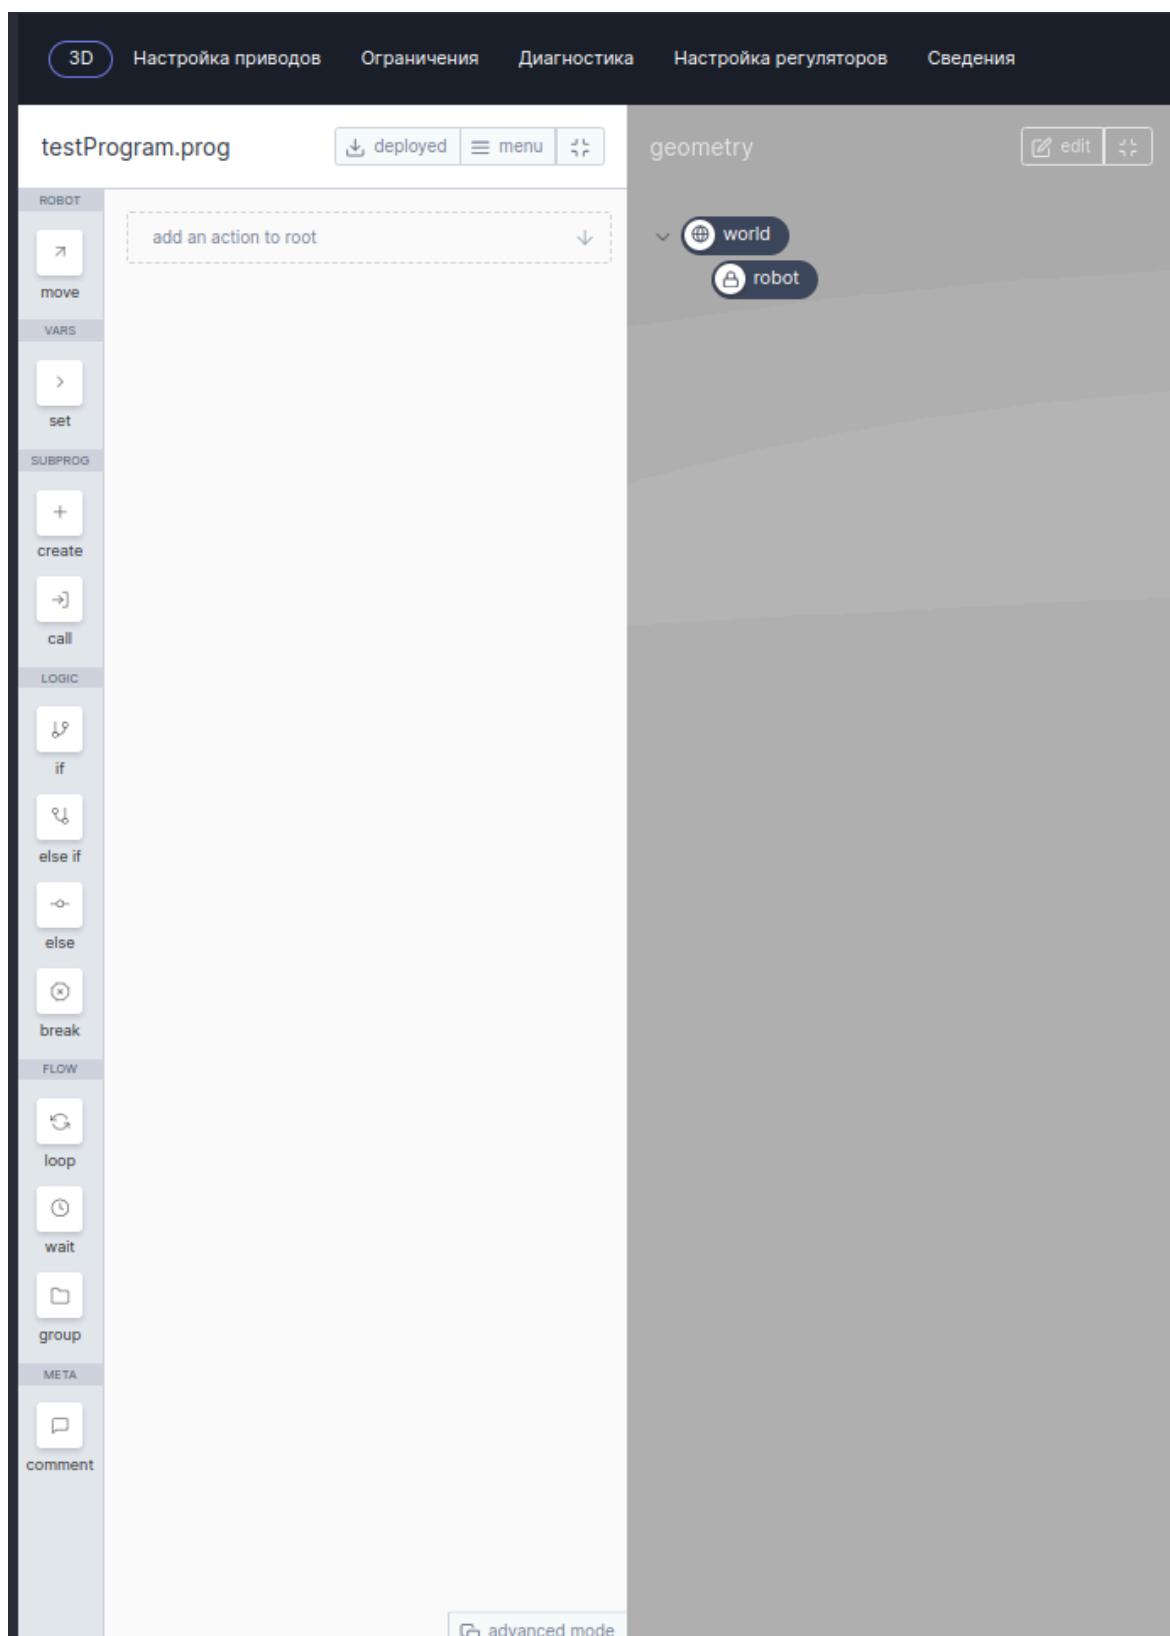 3D Настройка приводов Ограничения Диагностика Настройка регуляторов Сведения
testProgram.prog deployed menu
geometry edit
ROBOT
move
VARS
set
SUBPROG
create
call
LOGIC
if
else if
else
break
FLOW
loop
wait
group
META
comment
add an action to root
advanced mode
world
robot